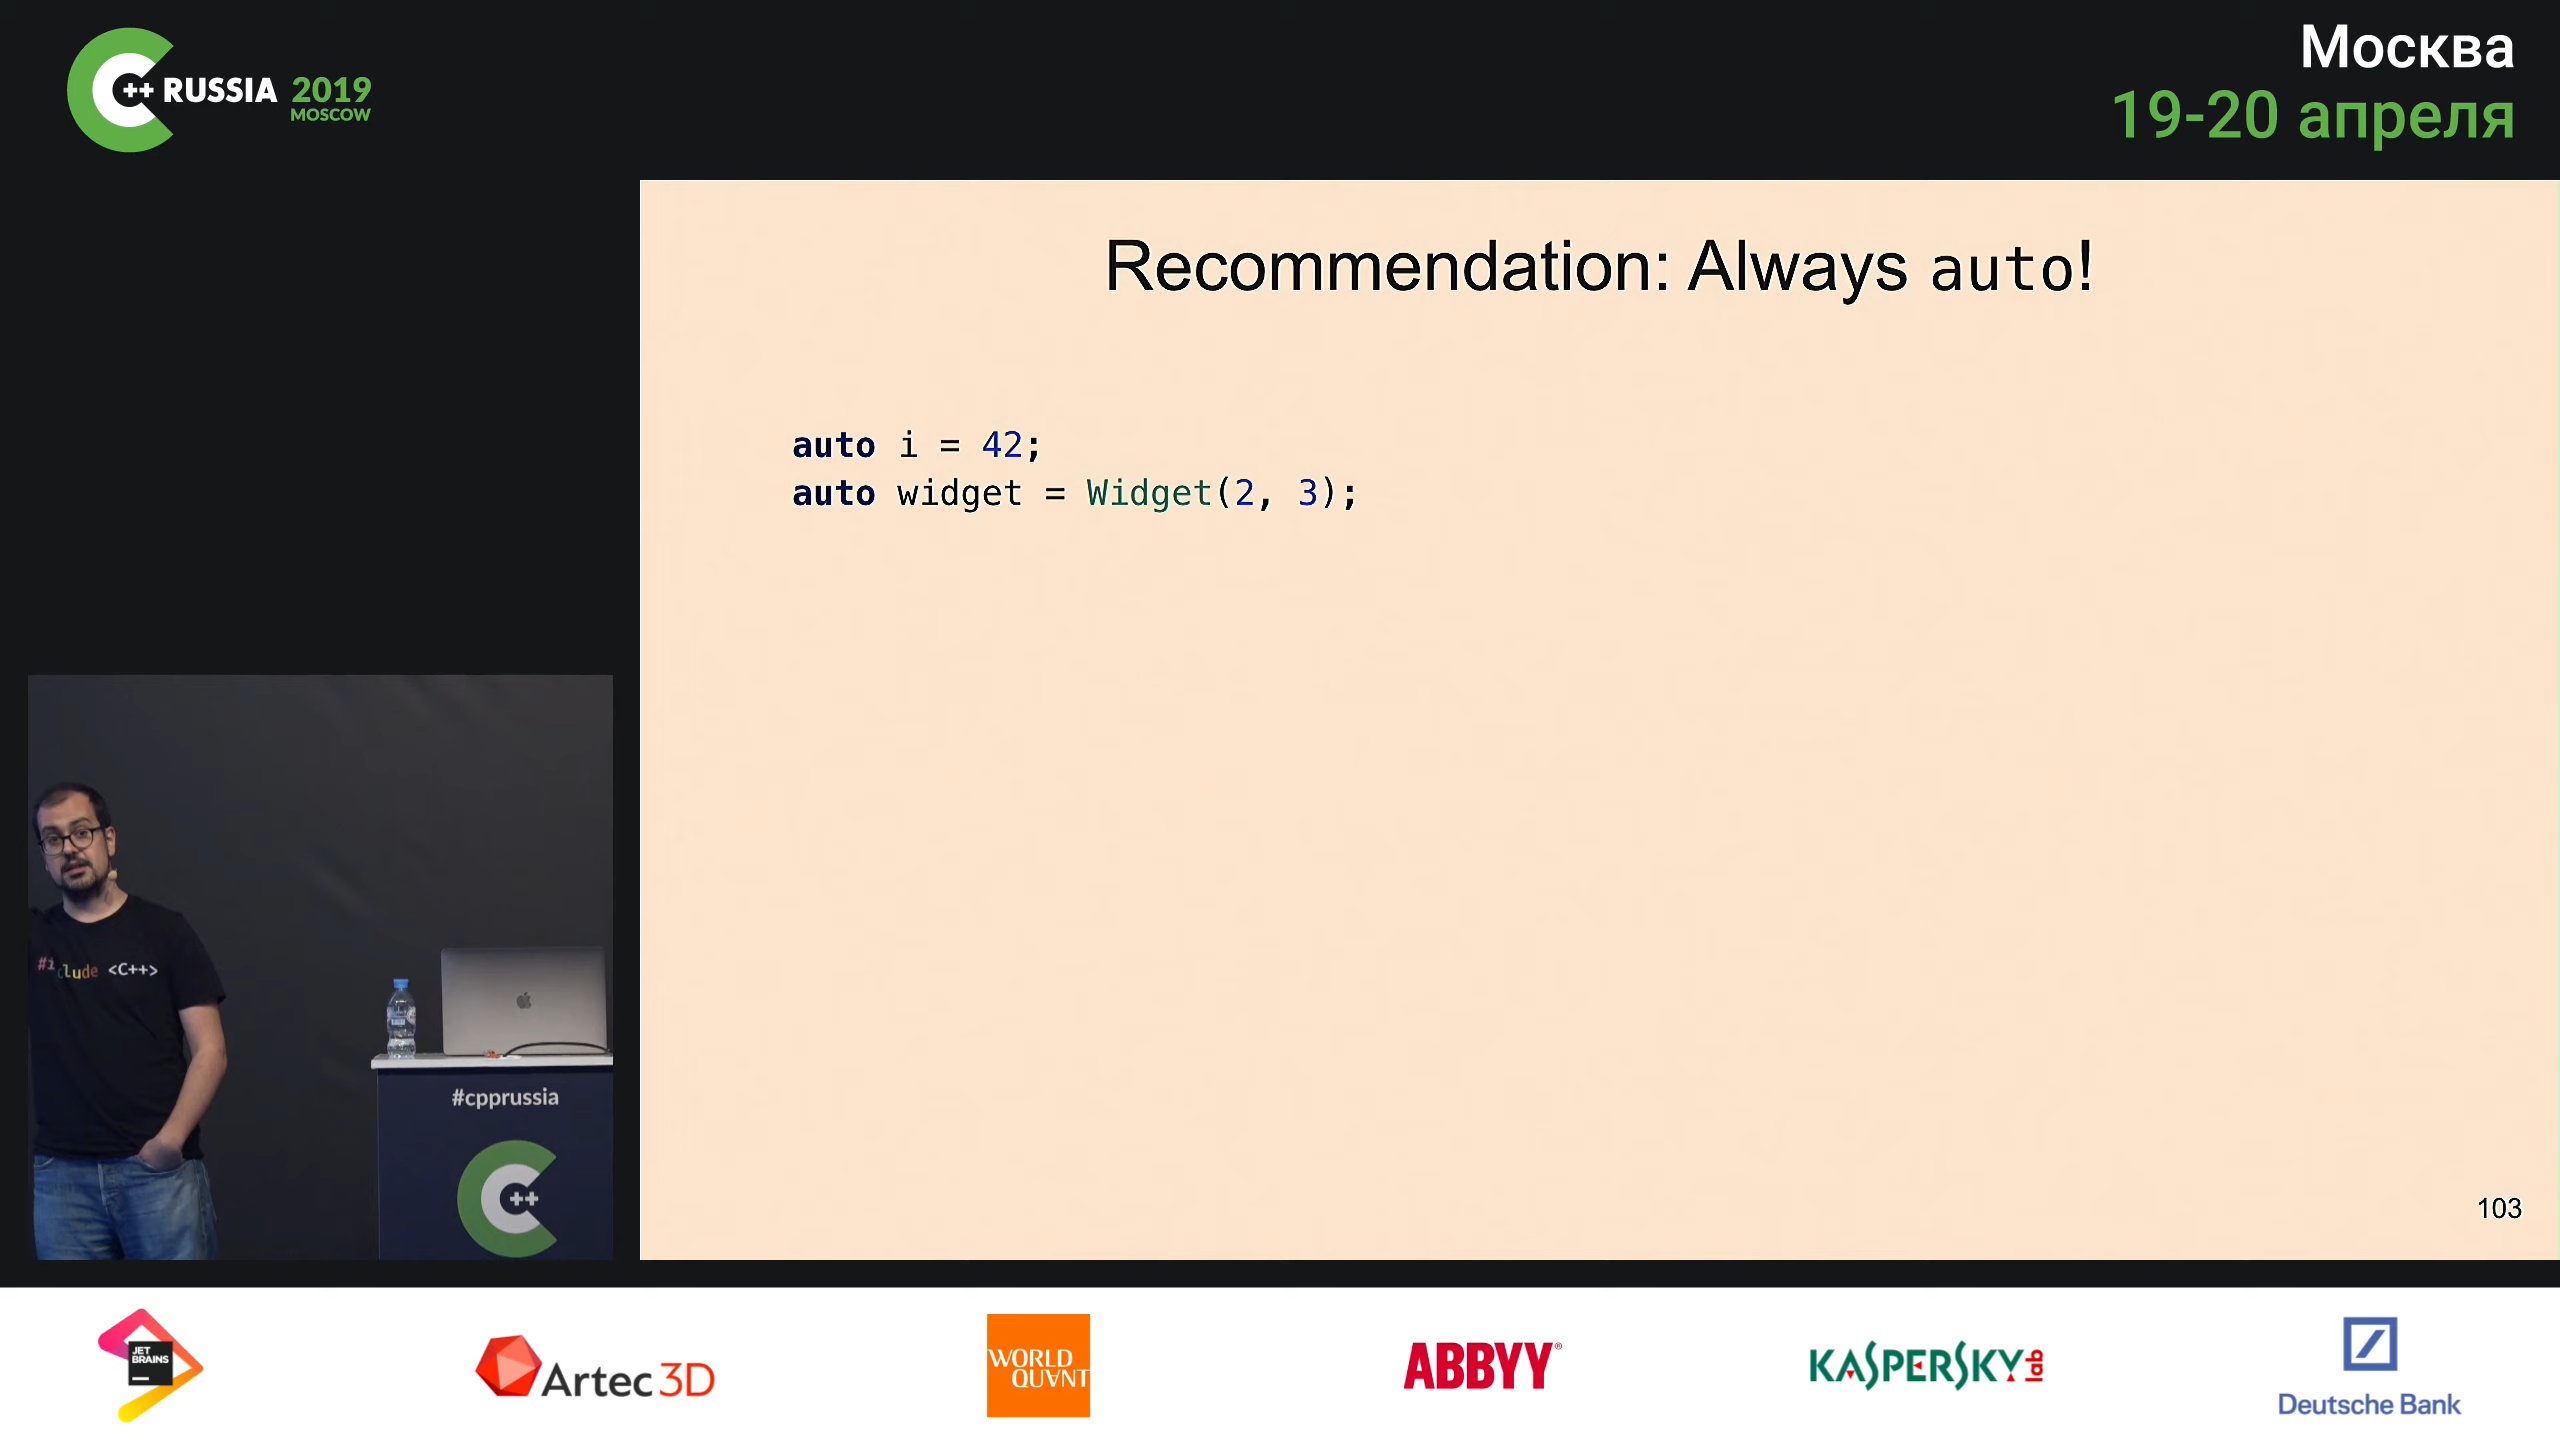 ++ RUSSIA 2019
MOSCOW
Москва
19-20 апреля
Recommendation: Always auto!
auto i = 42;
auto widget = Widget(2, 3);
103
#i clude <C++>
#cpprussia
++
JET
BRAINS
Artec 3D
WORLD
QUANT
ABBYY®
KASPERSKY lab
Deutsche Bank